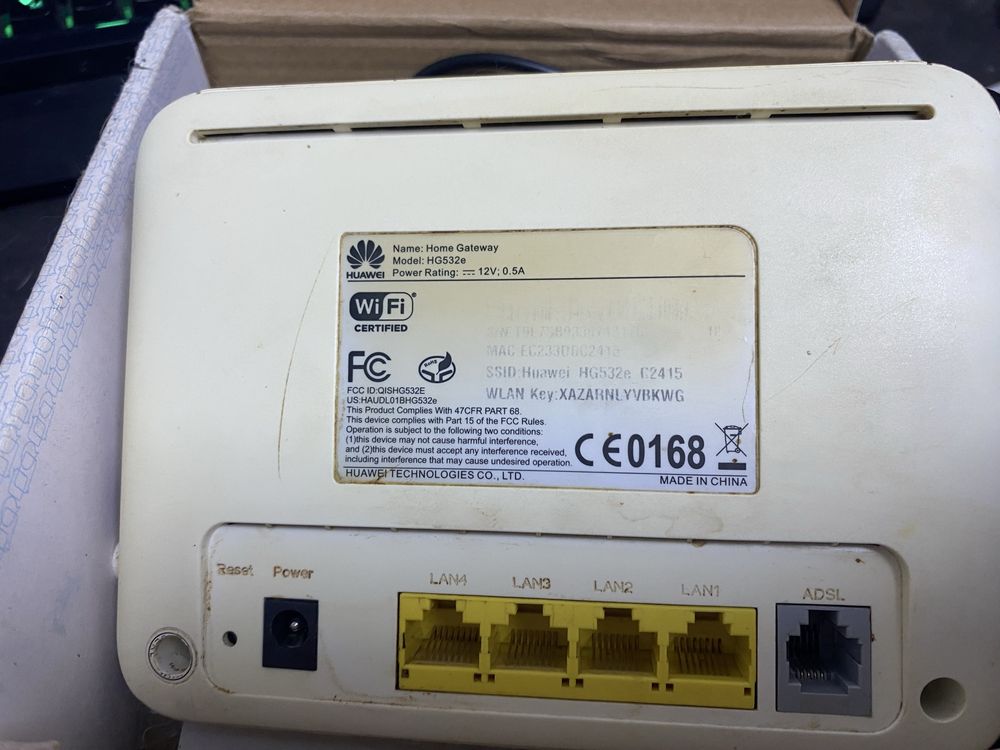 HUAWEI
Name: Home Gateway
Model: HG532e
Power Rating: ⎓ 12V; 0.5A
Wi Fi®
CERTIFIED
FC
RoHS
SSID:Huawei HG532e C2415
WLAN Key:XAZARNLYVBKWG
FCC ID:QISHG532E
US:HAUDL01BHG532e
This Product Complies With 47CFR PART 68.
This device complies with Part 15 of the FCC Rules.
Operation is subject to the following two conditions:
(1)this device may not cause harmful interference,
and (2)this device must accept any interference received,
including interference that may cause undesired operation.
CE0168
HUAWEI TECHNOLOGIES CO., LTD.
MADE IN CHINA
Reset Power LAN4 LAN3 LAN2 LAN1 ADSL